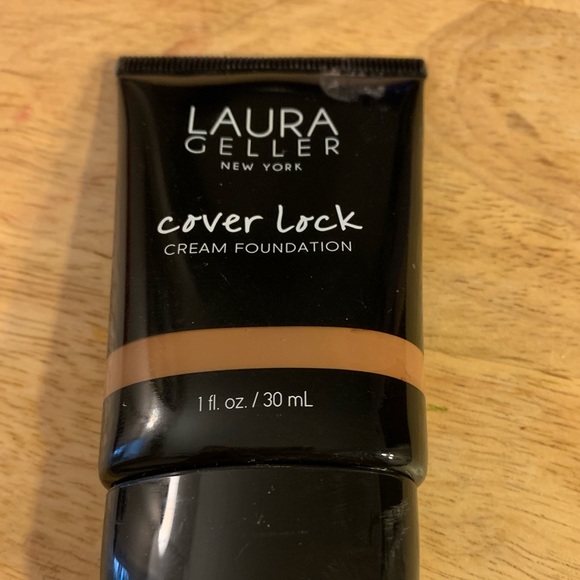 LAURA
GELLER
NEW YORK
cover lock
CREAM FOUNDATION
1 fl. oz. / 30 mL